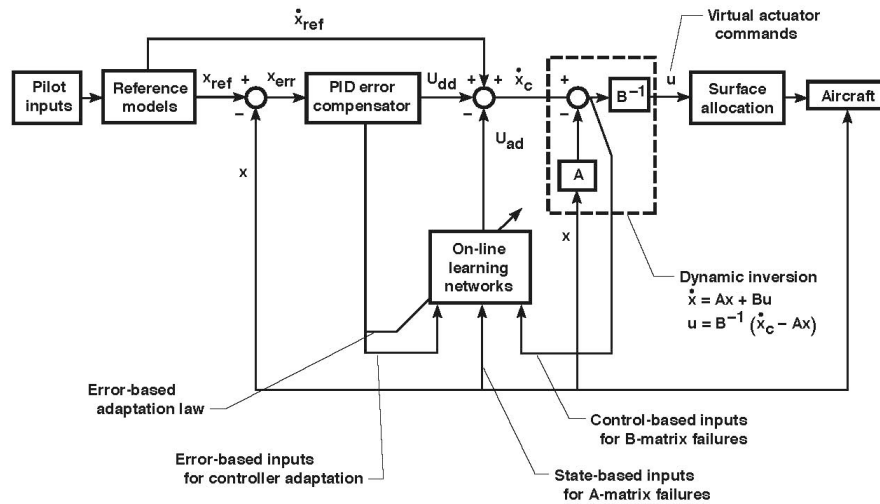 ẋref
Virtual actuator
commands
Pilot
inputs
Reference
models
xref
+
−
xerr
PID error
compensator
Udd
+
+
−
ẋc
+
−
B⁻¹
u
Surface
allocation
Aircraft
Uad
x
A
x
On-line
learning
networks
Dynamic inversion
ẋ = Ax + Bu
u = B⁻¹ (ẋc − Ax)
Error-based
adaptation law
Error-based inputs
for controller adaptation
Control-based inputs
for B-matrix failures
State-based inputs
for A-matrix failures